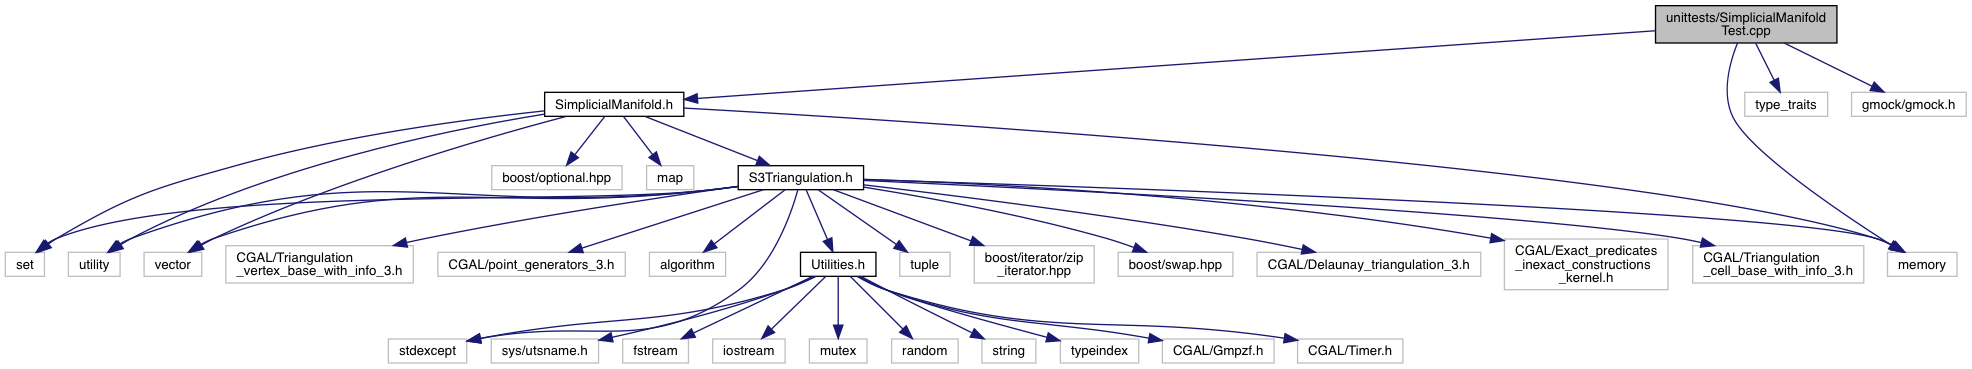 unittests/SimplicialManifold
Test.cpp
SimplicialManifold.h
type_traits
gmock/gmock.h
boost/optional.hpp
map
S3Triangulation.h
set
utility
vector
CGAL/Triangulation
_vertex_base_with_info_3.h
CGAL/point_generators_3.h
algorithm
Utilities.h
tuple
boost/iterator/zip
_iterator.hpp
boost/swap.hpp
CGAL/Delaunay_triangulation_3.h
CGAL/Exact_predicates
_inexact_constructions
_kernel.h
CGAL/Triangulation
_cell_base_with_info_3.h
memory
stdexcept
sys/utsname.h
fstream
iostream
mutex
random
string
typeindex
CGAL/Gmpzf.h
CGAL/Timer.h